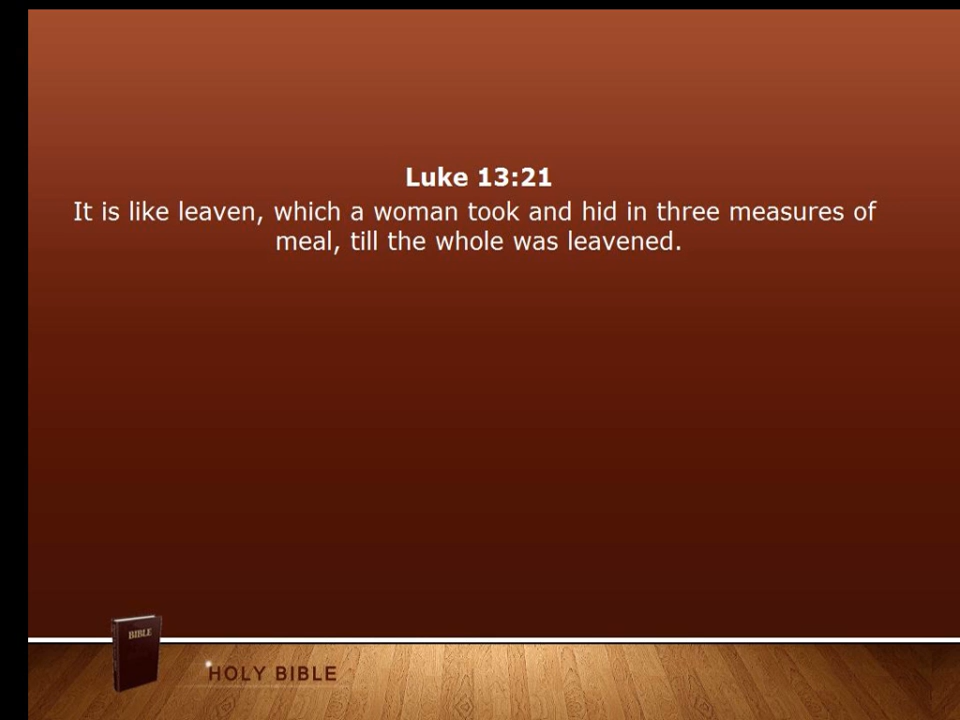 Luke 13:21
It is like leaven, which a woman took and hid in three measures of
meal, till the whole was leavened.
BIBLE
HOLY BIBLE